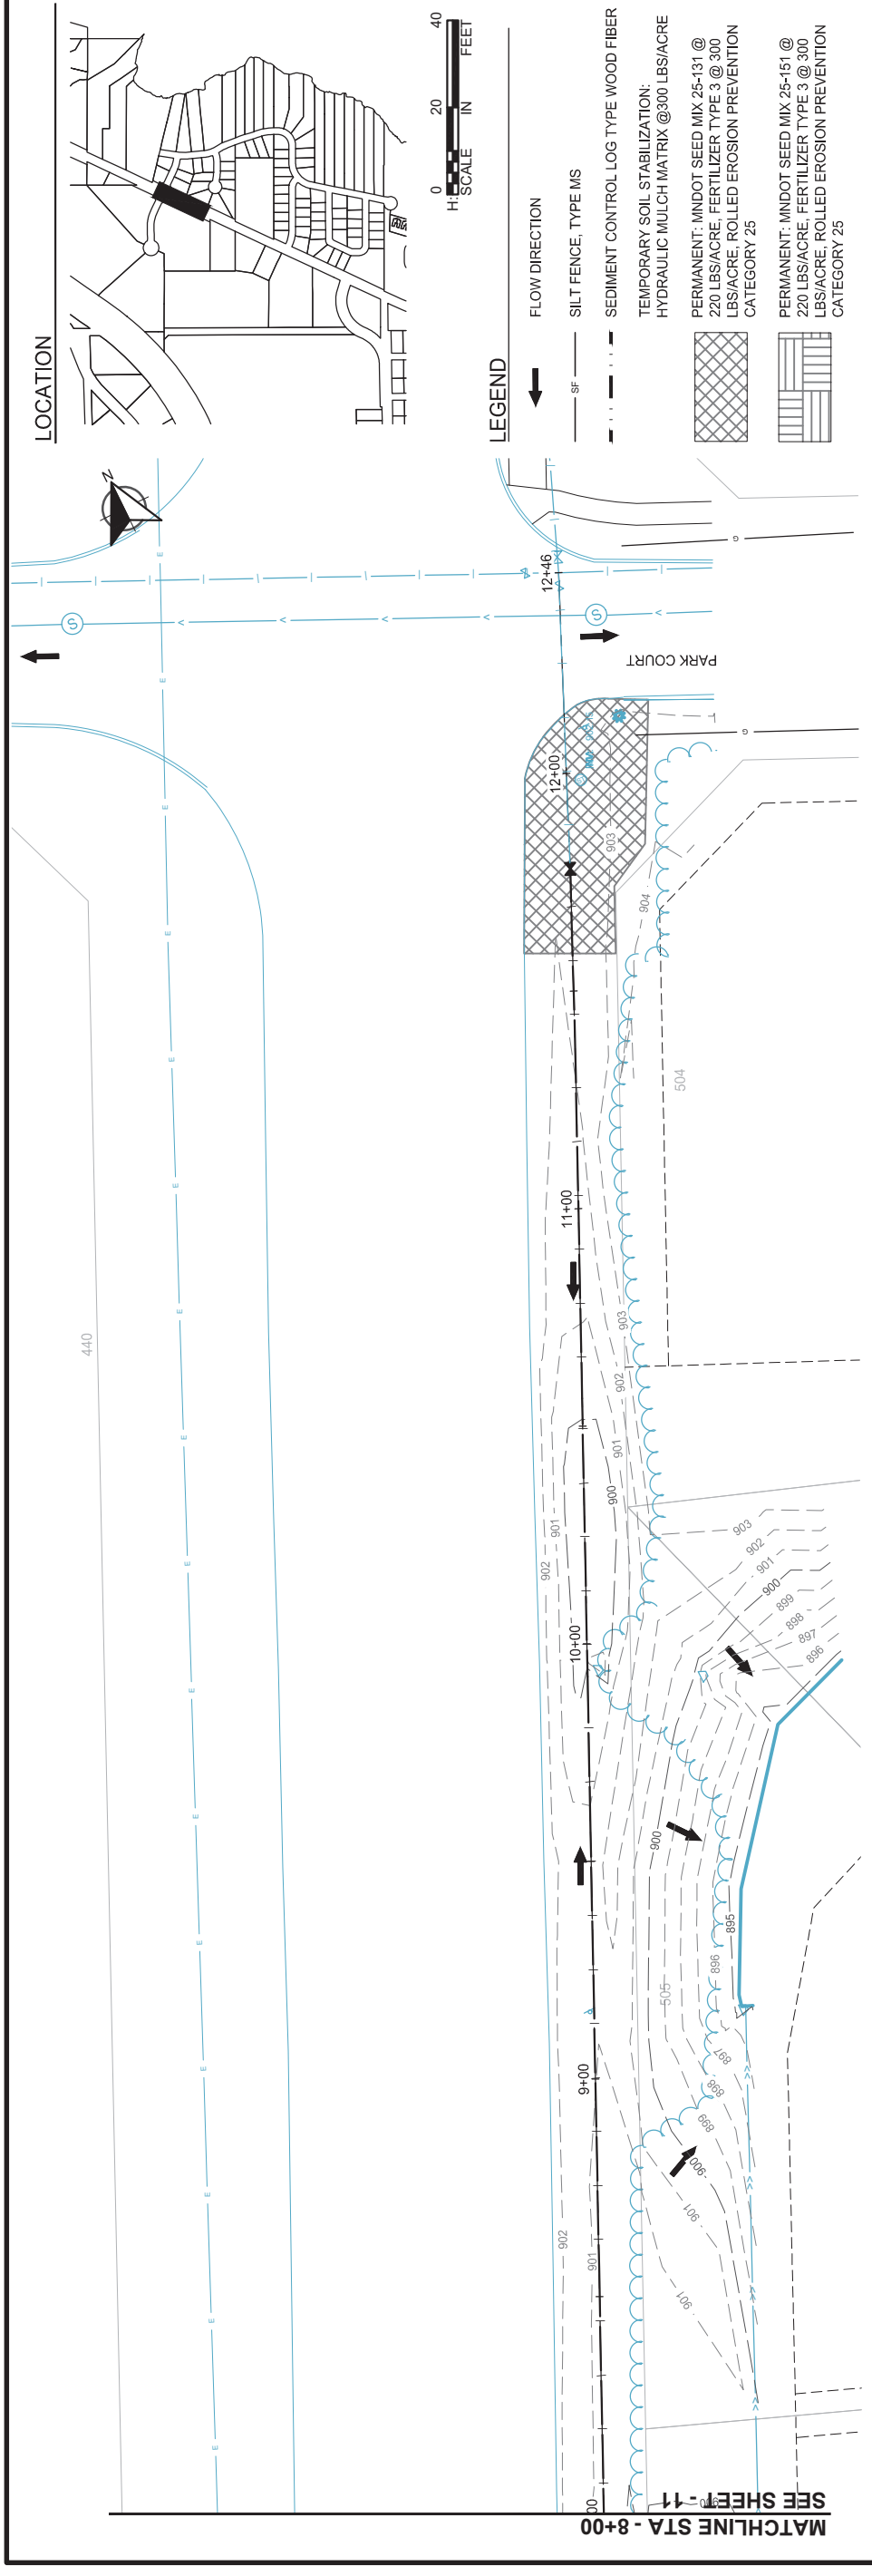 LOCATION
N
H:
0
20
40
SCALE IN FEET
LEGEND
FLOW DIRECTION
SF
SILT FENCE, TYPE MS
SEDIMENT CONTROL LOG TYPE WOOD FIBER
TEMPORARY SOIL STABILIZATION:
HYDRAULIC MULCH MATRIX @300 LBS/ACRE
PERMANENT: MNDOT SEED MIX 25-131 @
220 LBS/ACRE, FERTILIZER TYPE 3 @ 300
LBS/ACRE, ROLLED EROSION PREVENTION
CATEGORY 25
PERMANENT: MNDOT SEED MIX 25-151 @
220 LBS/ACRE, FERTILIZER TYPE 3 @ 300
LBS/ACRE, ROLLED EROSION PREVENTION
CATEGORY 25
440
E
S
S
12+46
PARK COURT
G
G
12+00
903
904
504
11+00
903
902
901
900
902
901
10+00
903
902
901
900
899
898
897
896
900
895
896
505
9+00
897
898
899
900
901
901
902
901
00
900
MATCHLINE STA - 8+00
SEE SHEET - 11